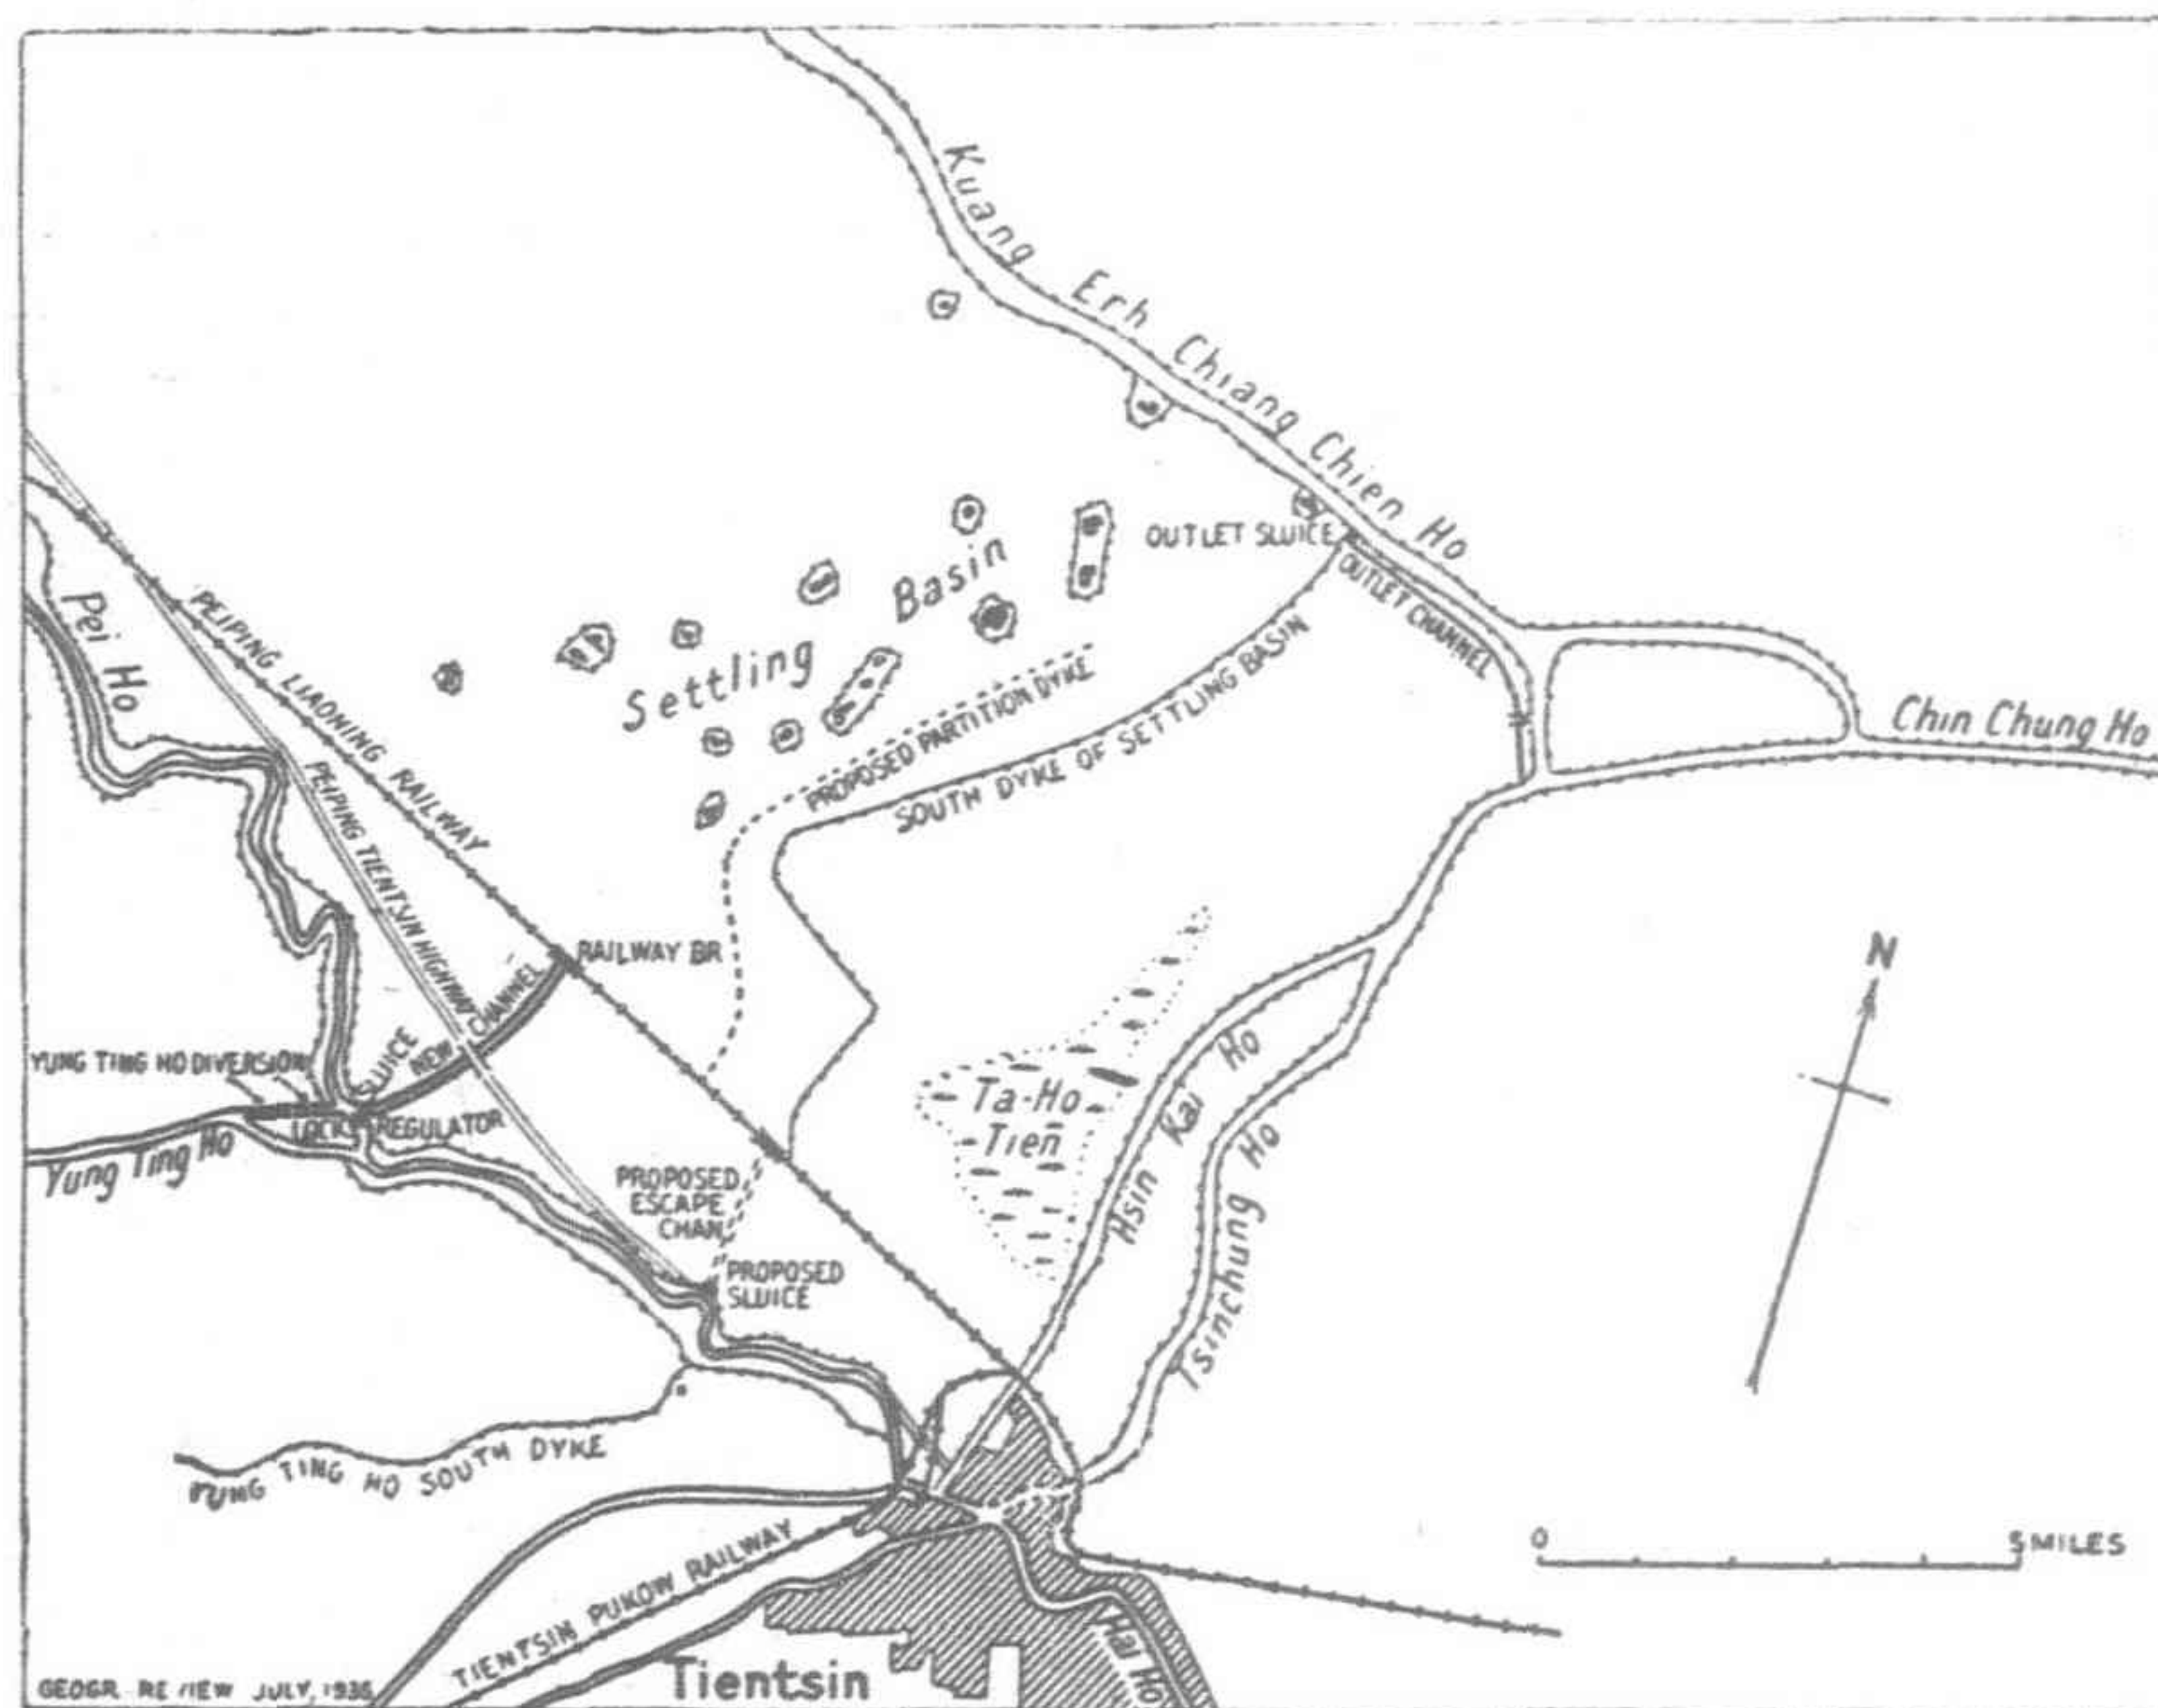 Kuang Erh Chiang Chien Ho
OUTLET SLUICE
OUTLET CHANNEL
Settling Basin
Pei Ho
PEIPING LIAONING RAILWAY
PEIPING TIENTSIN HIGHWAY
PROPOSED PARTITION DYKE
SOUTH DYKE OF SETTLING BASIN
Chin Chung Ho
N
RAILWAY BR
NEW CHANNEL
SLUICE
YUNG TING HO DIVERSION
LOCKS
REGULATOR
Yung Ting Ho
Ta-Ho
Tien
Hsin Kai Ho
Tsinchung Ho
PROPOSED
ESCAPE
CHAN
PROPOSED
SLUICE
YUNG TING HO SOUTH DYKE
0 5 MILES
TIENTSIN PUKOW RAILWAY
Tientsin
Hai Ho
GEOGR. REVIEW JULY, 1936